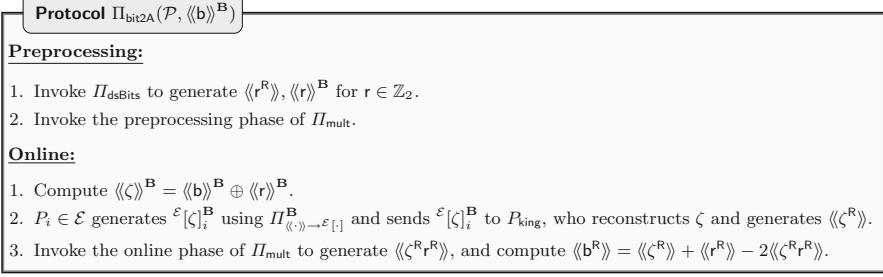 Protocol Π_bit2A(𝒫, ⟪b⟫^𝐁)
Preprocessing:
1. Invoke Π_dsBits to generate ⟪r^R⟫, ⟪r⟫^𝐁 for r ∈ ℤ_2.
2. Invoke the preprocessing phase of Π_mult.
Online:
1. Compute ⟪ζ⟫^𝐁 = ⟪b⟫^𝐁 ⊕ ⟪r⟫^𝐁.
2. P_i ∈ ℰ generates ^ℰ[ζ]_i^𝐁 using Π^𝐁_{⟪·⟫→^ℰ[·]} and sends ^ℰ[ζ]_i^𝐁 to P_king, who reconstructs ζ and generates ⟪ζ^R⟫.
3. Invoke the online phase of Π_mult to generate ⟪ζ^R r^R⟫, and compute ⟪b^R⟫ = ⟪ζ^R⟫ + ⟪r^R⟫ − 2⟪ζ^R r^R⟫.